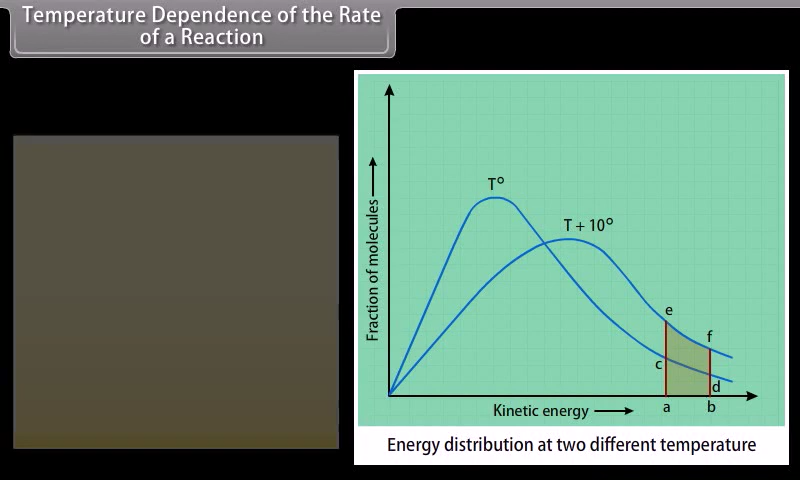 Temperature Dependence of the Rate
of a Reaction
T°
T + 10°
Fraction of molecules
e
f
c
d
Kinetic energy
a
b
Energy distribution at two different temperature